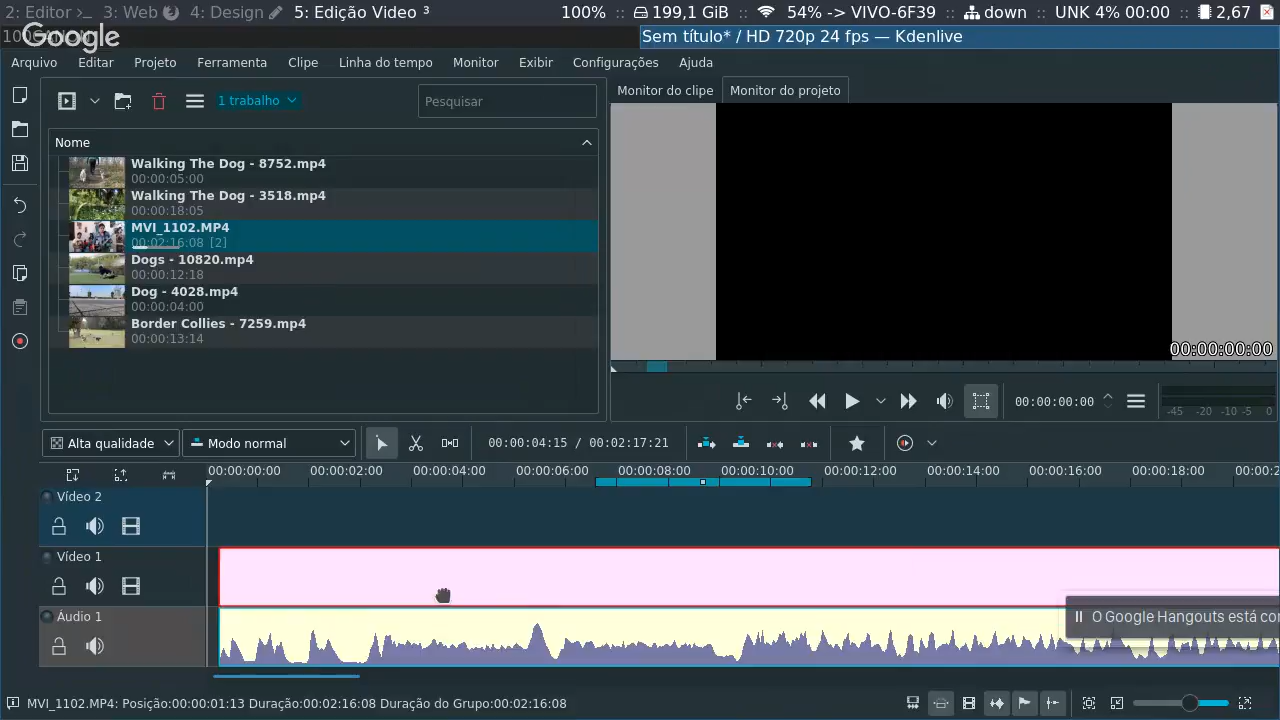 2: Editor 3: Web 4: Design 5: Edição Video ³ 100% :: 199,1 GiB :: 54% -> VIVO-6F39 :: down :: UNK 4% 00:00 :: 2,67
Google
Sem título* / HD 720p 24 fps — Kdenlive
Arquivo Editar Projeto Ferramenta Clipe Linha do tempo Monitor Exibir Configurações Ajuda
1 trabalho Pesquisar
Monitor do clipe Monitor do projeto
Nome
Walking The Dog - 8752.mp4
00:00:05:00
Walking The Dog - 3518.mp4
00:00:18:05
MVI_1102.MP4
00:02:16:08 [2]
Dogs - 10820.mp4
00:00:12:18
Dog - 4028.mp4
00:00:04:00
Border Collies - 7259.mp4
00:00:13:14
00:00:00:00
00:00:00:00
-45 -20 -10 -5 0
Alta qualidade Modo normal 00:00:04:15 / 00:02:17:21
00:00:00:00 00:00:02:00 00:00:04:00 00:00:06:00 00:00:08:00 00:00:10:00 00:00:12:00 00:00:14:00 00:00:16:00 00:00:18:00 00:00:2
Vídeo 2
Vídeo 1
Áudio 1
O Google Hangouts está co
MVI_1102.MP4: Posição:00:00:01:13 Duração:00:02:16:08 Duração do Grupo:00:02:16:08